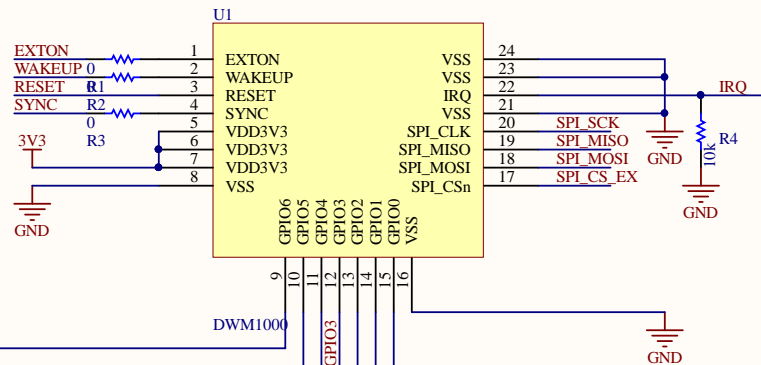 U1
EXTON 1 EXTON VSS 24
WAKEUP 0 2 WAKEUP VSS 23
RESET 0 R1 3 RESET IRQ 22 IRQ
SYNC R2 4 SYNC VSS 21
0 5 VDD3V3 SPI_CLK 20 SPI_SCK
3V3 R3 6 VDD3V3 SPI_MISO 19 SPI_MISO
7 VDD3V3 SPI_MOSI 18 SPI_MOSI
8 VSS SPI_CSn 17 SPI_CS_EX
GND R4 10k
GND
GND
GPIO6 GPIO5 GPIO4 GPIO3 GPIO2 GPIO1 GPIO0 VSS
9 10 11 12 13 14 15 16
DWM1000
GPIO3
GND